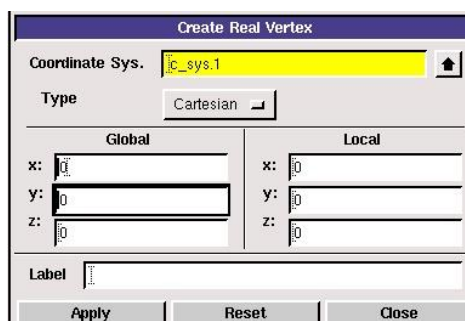 Create Real Vertex
Coordinate Sys. c_sys.1
Type Cartesian
Global Local
x: 0 x: 0
y: 0 y: 0
z: 0 z: 0
Label
Apply Reset Close